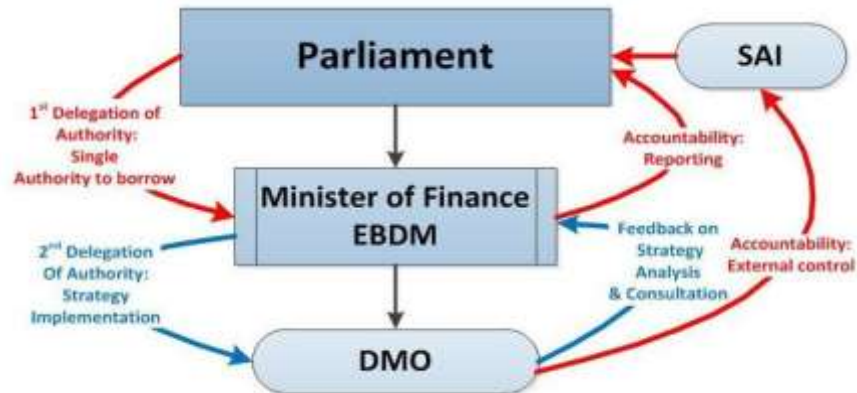 Parliament
SAI
1st Delegation of
Authority:
Single
Authority to borrow
Accountability:
Reporting
Minister of Finance
EBDM
2nd Delegation
Of Authority:
Strategy
Implementation
Feedback on
Strategy
Analysis
& Consultation
Accountability:
External control
DMO